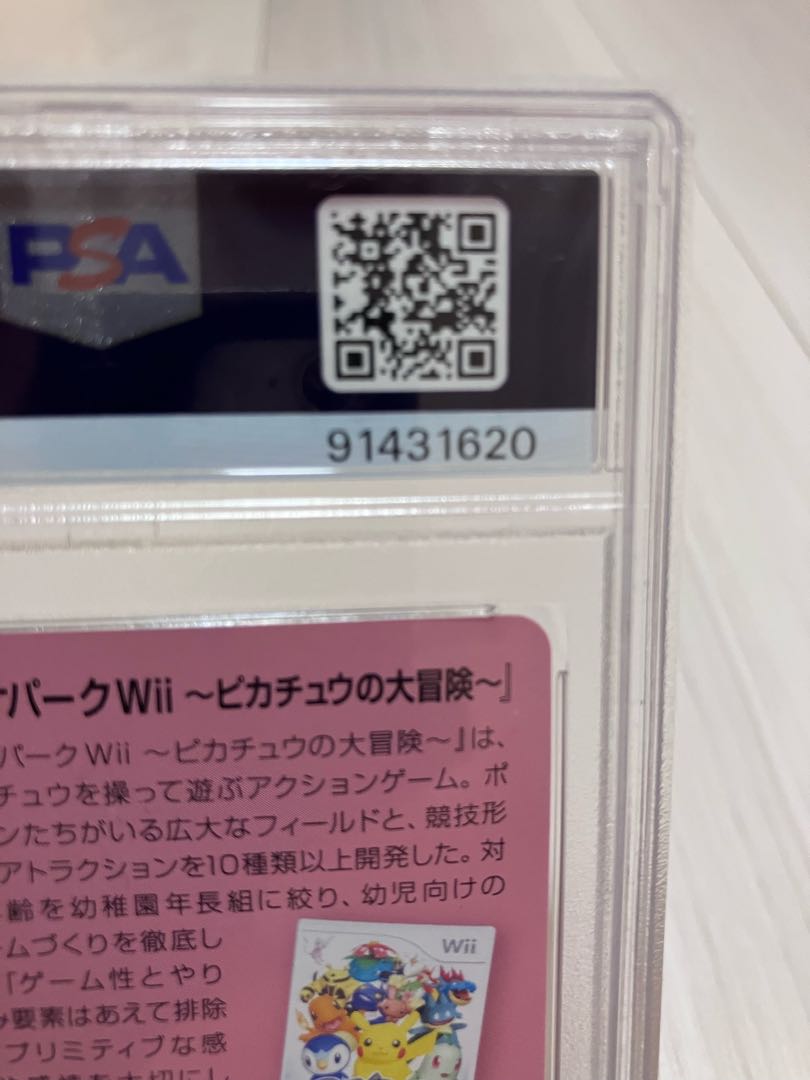 PSA
91431620
パークWii ～ピカチュウの大冒険～』
パークWii ～ピカチュウの大冒険～』は、
チュウを操って遊ぶアクションゲーム。ポ
ンたちがいる広大なフィールドと、競技形
アトラクションを10種類以上開発した。対
齢を幼稚園年長組に絞り、幼児向けの
ームづくりを徹底し
「ゲーム性とやり
み要素はあえて排除
プリミティブな感
Wii